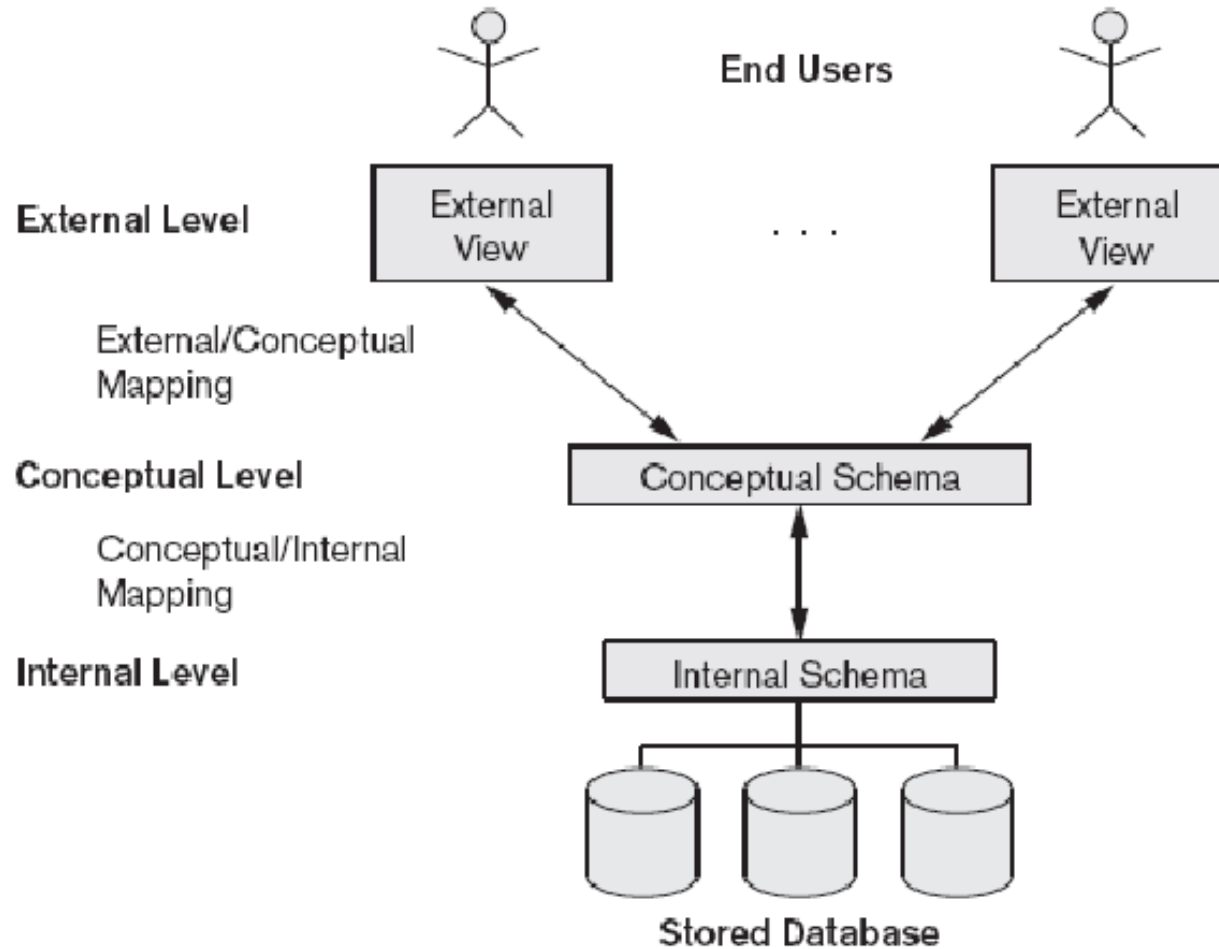 End Users
External Level
External
View
. . .
External
View
External/Conceptual
Mapping
Conceptual Level
Conceptual Schema
Conceptual/Internal
Mapping
Internal Level
Internal Schema
Stored Database